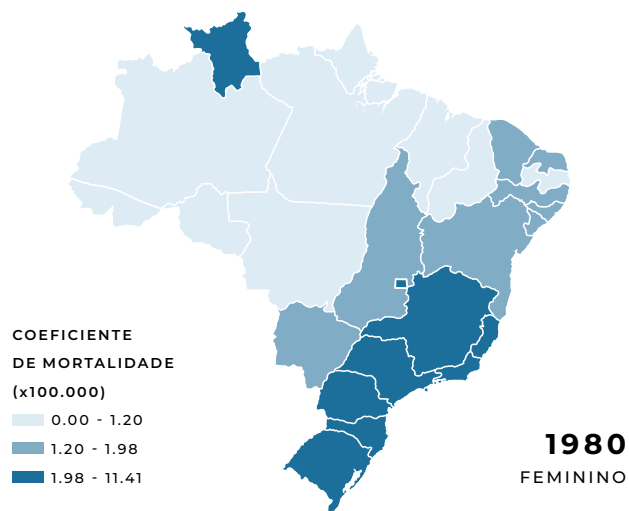 COEFICIENTE
DE MORTALIDADE
(x100.000)
0.00 - 1.20
1.20 - 1.98
1.98 - 11.41
1980
FEMININO